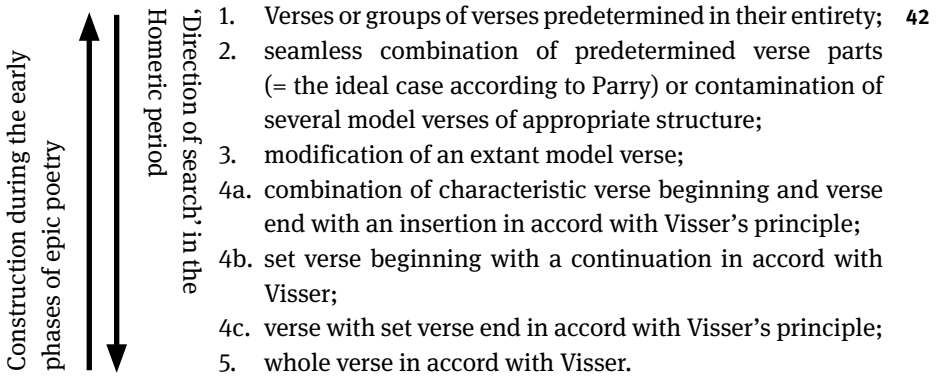 Construction during the early
phases of epic poetry
'Direction of search' in the
Homeric period
1. Verses or groups of verses predetermined in their entirety; 42
2. seamless combination of predetermined verse parts
(= the ideal case according to Parry) or contamination of
several model verses of appropriate structure;
3. modification of an extant model verse;
4a. combination of characteristic verse beginning and verse
end with an insertion in accord with Visser's principle;
4b. set verse beginning with a continuation in accord with
Visser;
4c. verse with set verse end in accord with Visser's principle;
5. whole verse in accord with Visser.